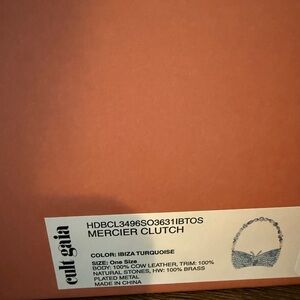 cult gaia
HDBCL3496SO3631IBTOS
MERCIER CLUTCH
COLOR: IBIZA TURQUOISE
SIZE: One Size
BODY: 100% COW LEATHER, TRIM: 100%
NATURAL STONES, HW: 100% BRASS
PLATED METAL
MADE IN CHINA